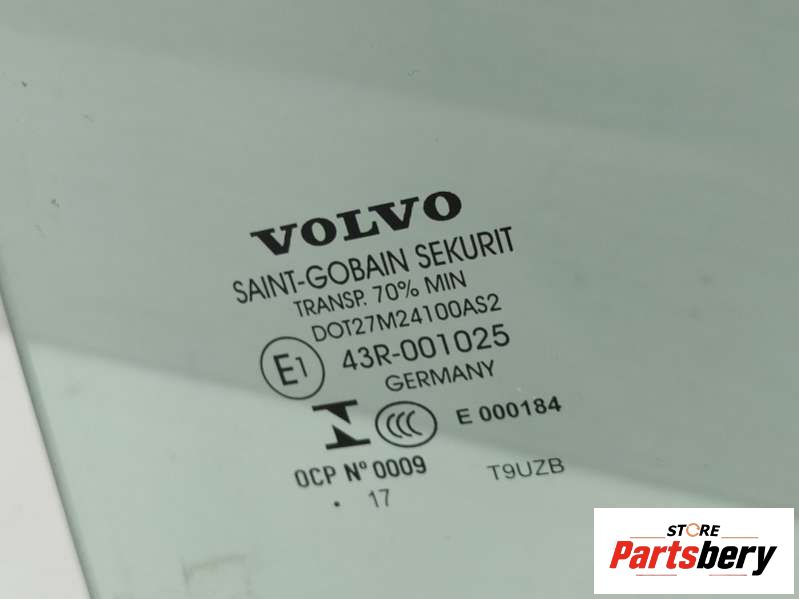 VOLVO
SAINT-GOBAIN SEKURIT
TRANSP. 70% MIN
DOT27M24100AS2
E1 43R-001025
GERMANY
CCC E 000184
OCP Nº 0009
. 17 T9UZB
STORE
Partsbery